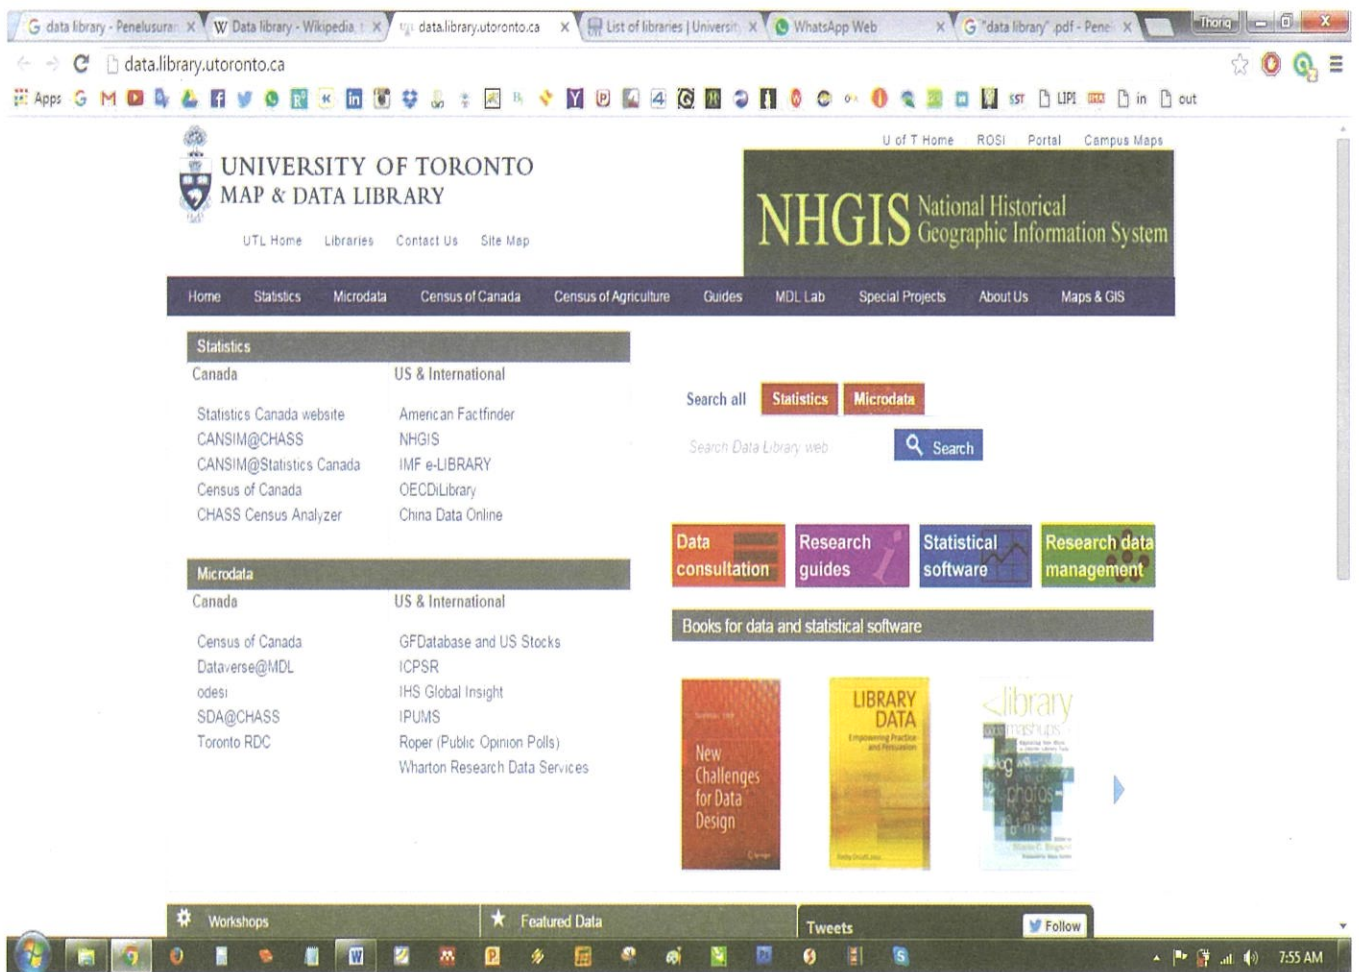 data library - Penelusuran
Data library - Wikipedia, t
data.library.utoronto.ca
List of libraries | Universit
WhatsApp Web
"data library" .pdf - Pene
Thoriq
data.library.utoronto.ca
Apps
SST
LIPI
in
out
U of T Home ROSI Portal Campus Maps
UNIVERSITY OF TORONTO
MAP & DATA LIBRARY
UTL Home Libraries Contact Us Site Map
NHGIS National Historical
Geographic Information System
Home Statistics Microdata Census of Canada Census of Agriculture Guides MDL Lab Special Projects About Us Maps & GIS
Statistics
Canada US & International
Statistics Canada website American Factfinder
CANSIM@CHASS NHGIS
CANSIM@Statistics Canada IMF e-LIBRARY
Census of Canada OECDiLibrary
CHASS Census Analyzer China Data Online
Microdata
Canada US & International
Census of Canada GFDatabase and US Stocks
Dataverse@MDL ICPSR
odesi IHS Global Insight
SDA@CHASS IPUMS
Toronto RDC Roper (Public Opinion Polls)
Wharton Research Data Services
Search all Statistics Microdata
Search Data Library web Search
Data
consultation
Research
guides
Statistical
software
Research data
management
Books for data and statistical software
New
Challenges
for Data
Design
Springer
LIBRARY
DATA
Empowering Practice
and Persuasion
library
mashups
photos
Workshops
Featured Data
Tweets
Follow
7:55 AM